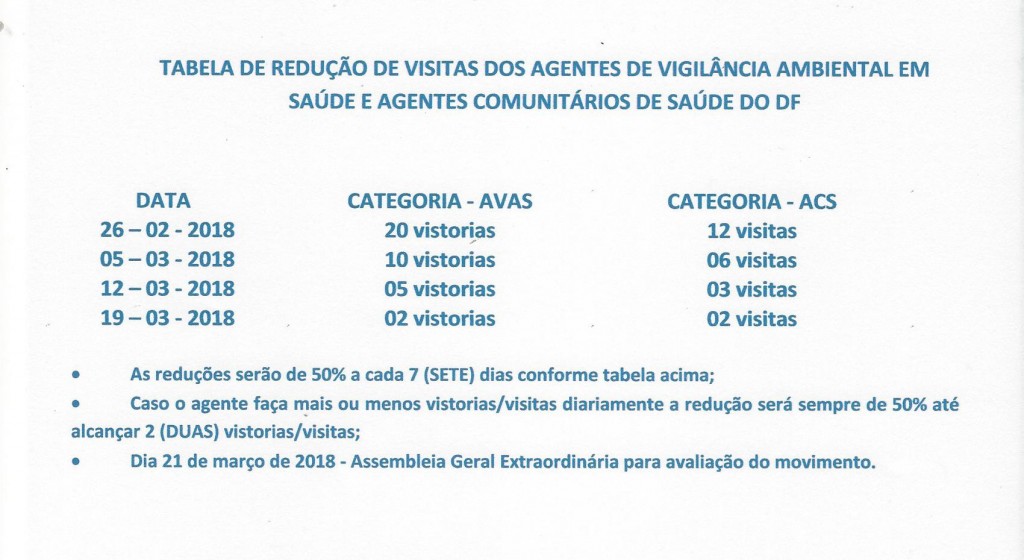 TABELA DE REDUÇÃO DE VISITAS DOS AGENTES DE VIGILÂNCIA AMBIENTAL EM
SAÚDE E AGENTES COMUNITÁRIOS DE SAÚDE DO DF
DATA CATEGORIA - AVAS CATEGORIA - ACS
26 – 02 - 2018 20 vistorias 12 visitas
05 – 03 - 2018 10 vistorias 06 visitas
12 – 03 - 2018 05 vistorias 03 visitas
19 – 03 - 2018 02 vistorias 02 visitas
• As reduções serão de 50% a cada 7 (SETE) dias conforme tabela acima;
• Caso o agente faça mais ou menos vistorias/visitas diariamente a redução será sempre de 50% até
alcançar 2 (DUAS) vistorias/visitas;
• Dia 21 de março de 2018 - Assembleia Geral Extraordinária para avaliação do movimento.